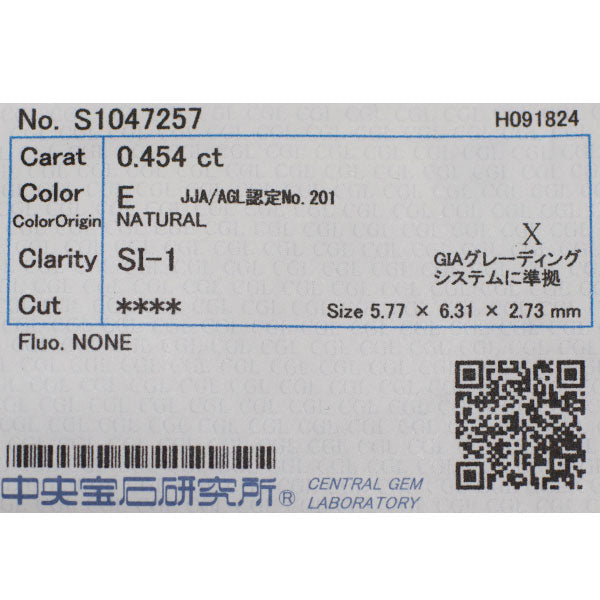 No. S1047257 H091824
Carat 0.454 ct
Color E JJA/AGL認定No.201
ColorOrigin NATURAL
X
Clarity SI-1 GIAグレーディング
システムに準拠
Cut **** Size 5.77 × 6.31 × 2.73 mm
Fluo. NONE
中央宝石研究所® CENTRAL GEM
LABORATORY